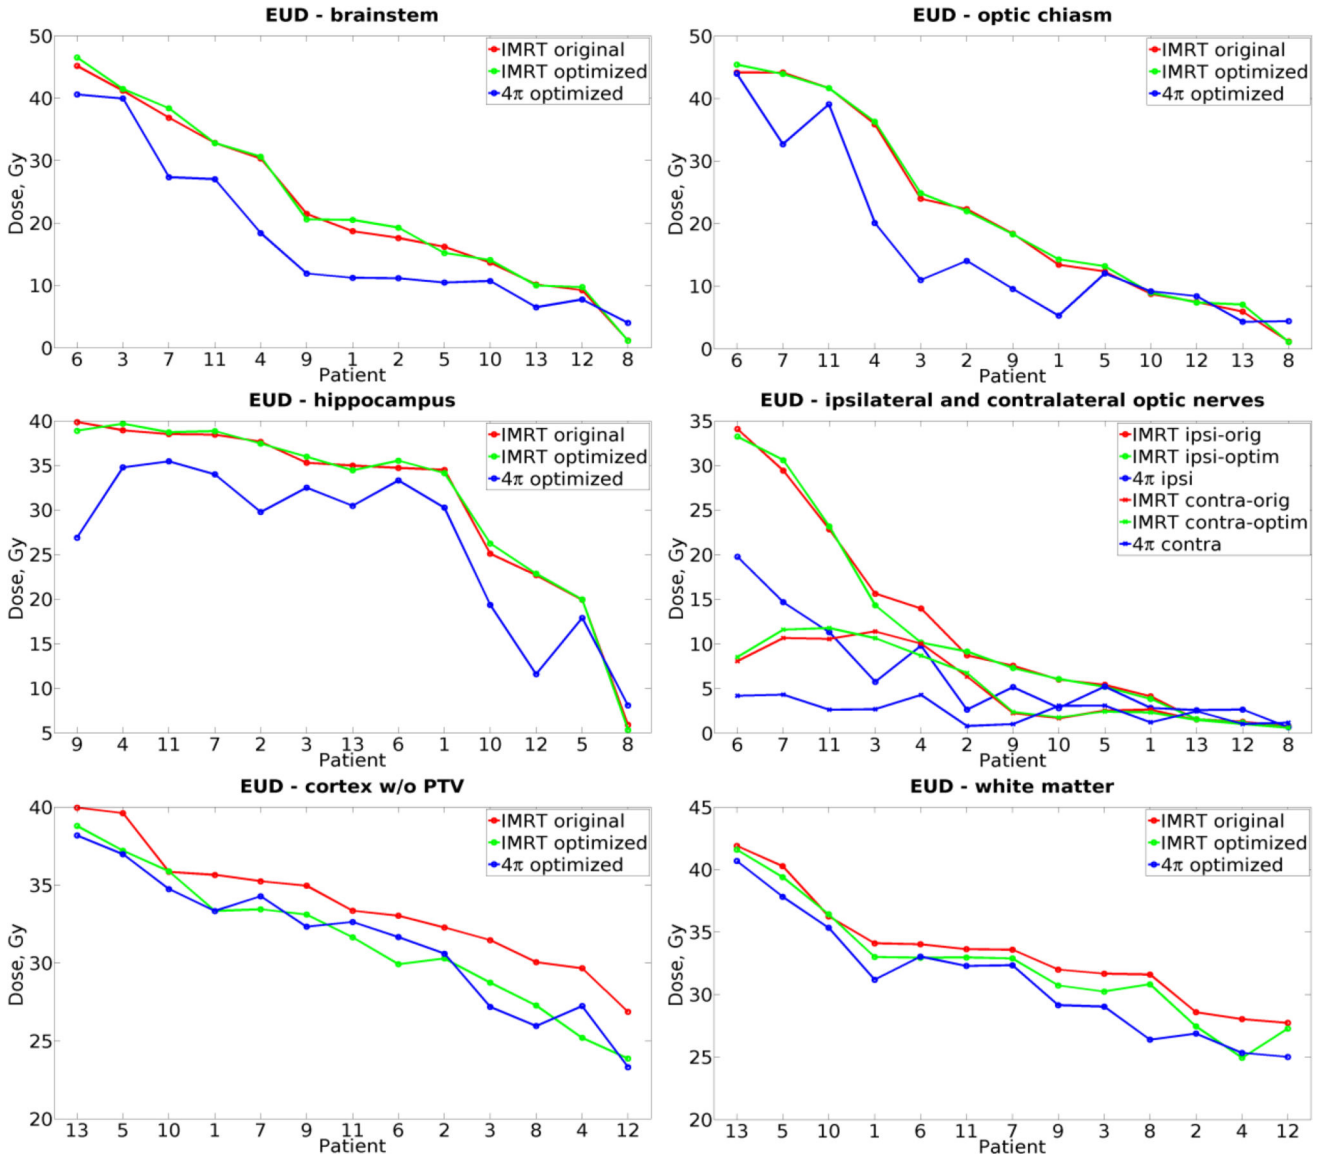 EUD - brainstem
50
40
30
20
10
0
Dose, Gy
IMRT original
IMRT optimized
4π optimized
6 3 7 11 4 9 1 2 5 10 13 12 8
Patient
EUD - optic chiasm
50
40
30
20
10
0
Dose, Gy
IMRT original
IMRT optimized
4π optimized
6 7 11 4 3 2 9 1 5 10 12 13 8
Patient
EUD - hippocampus
40
35
30
25
20
15
10
5
Dose, Gy
IMRT original
IMRT optimized
4π optimized
9 4 11 7 2 3 13 6 1 10 12 5 8
Patient
EUD - ipsilateral and contralateral optic nerves
35
30
25
20
15
10
5
0
Dose, Gy
IMRT ipsi-orig
IMRT ipsi-optim
4π ipsi
IMRT contra-orig
IMRT contra-optim
4π contra
6 7 11 3 4 2 9 10 5 1 13 12 8
Patient
EUD - cortex w/o PTV
40
35
30
25
20
Dose, Gy
IMRT original
IMRT optimized
4π optimized
13 5 10 1 7 9 11 6 2 3 8 4 12
Patient
EUD - white matter
45
40
35
30
25
20
Dose, Gy
IMRT original
IMRT optimized
4π optimized
13 5 10 1 6 11 7 9 3 8 2 4 12
Patient